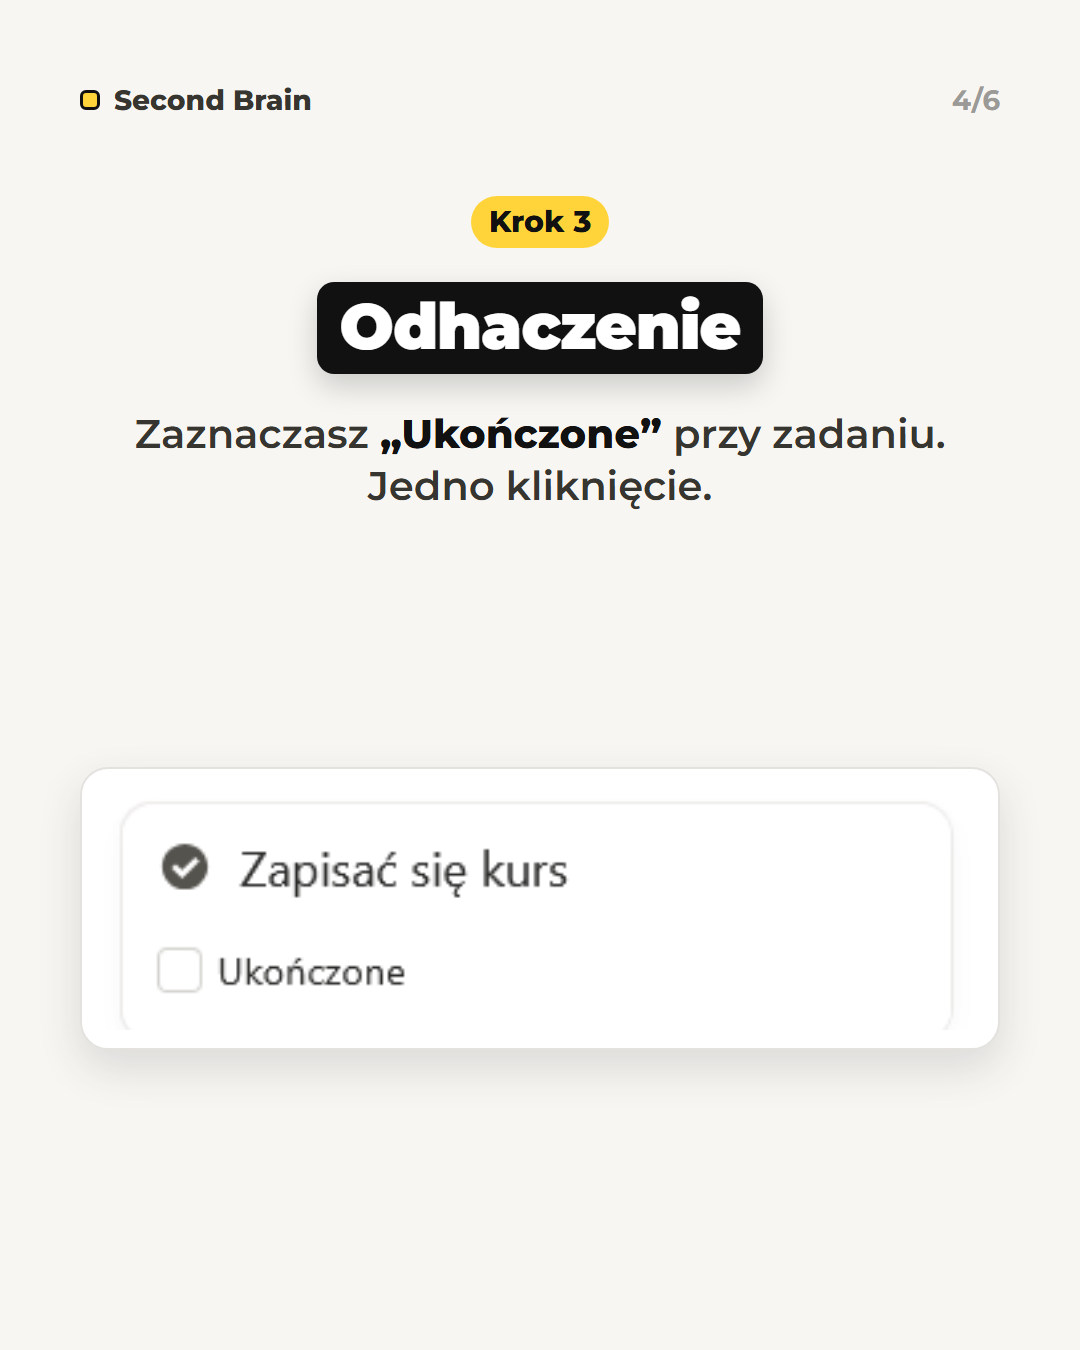 Second Brain
4/6
Krok 3
Odhaczenie
Zaznaczasz „Ukończone” przy zadaniu.
Jedno kliknięcie.
Zapisać się kurs
Ukończone